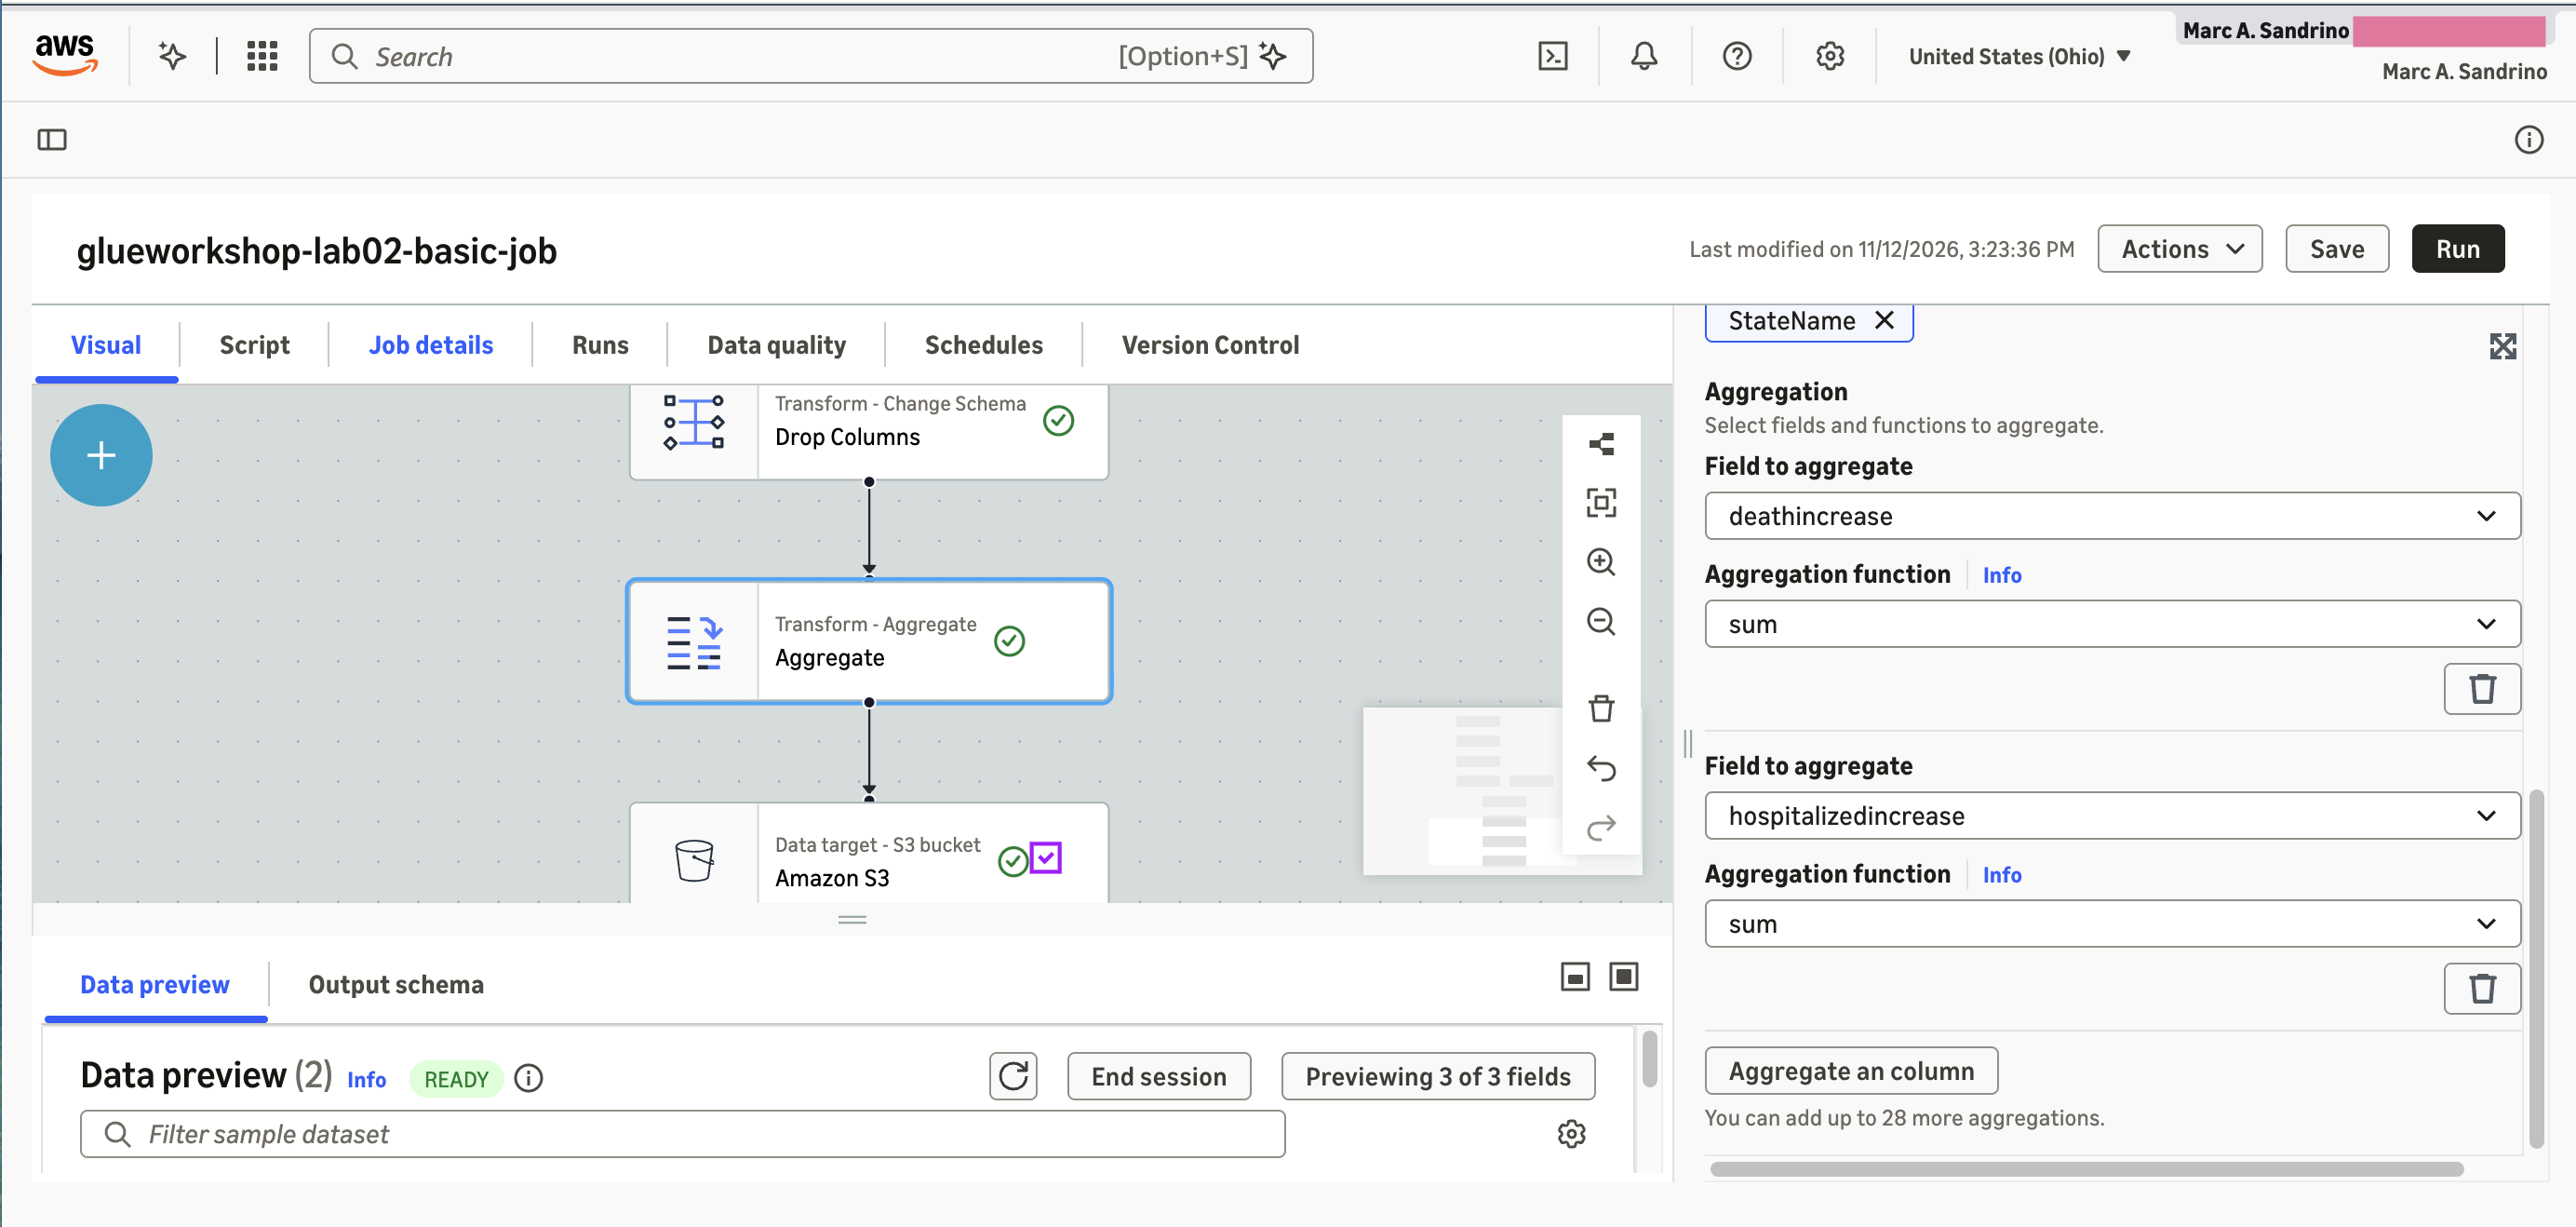 aws
Search [Option+S]
United States (Ohio)
Marc A. Sandrino
Marc A. Sandrino
glueworkshop-lab02-basic-job
Last modified on 11/12/2026, 3:23:36 PM
Actions
Save
Run
Visual
Script
Job details
Runs
Data quality
Schedules
Version Control
Transform - Change Schema
Drop Columns
Transform - Aggregate
Aggregate
Data target - S3 bucket
Amazon S3
Data preview
Output schema
Data preview (2) Info READY
End session
Previewing 3 of 3 fields
Filter sample dataset
StateName
Aggregation
Select fields and functions to aggregate.
Field to aggregate
deathincrease
Aggregation function Info
sum
Field to aggregate
hospitalizedincrease
Aggregation function Info
sum
Aggregate an column
You can add up to 28 more aggregations.